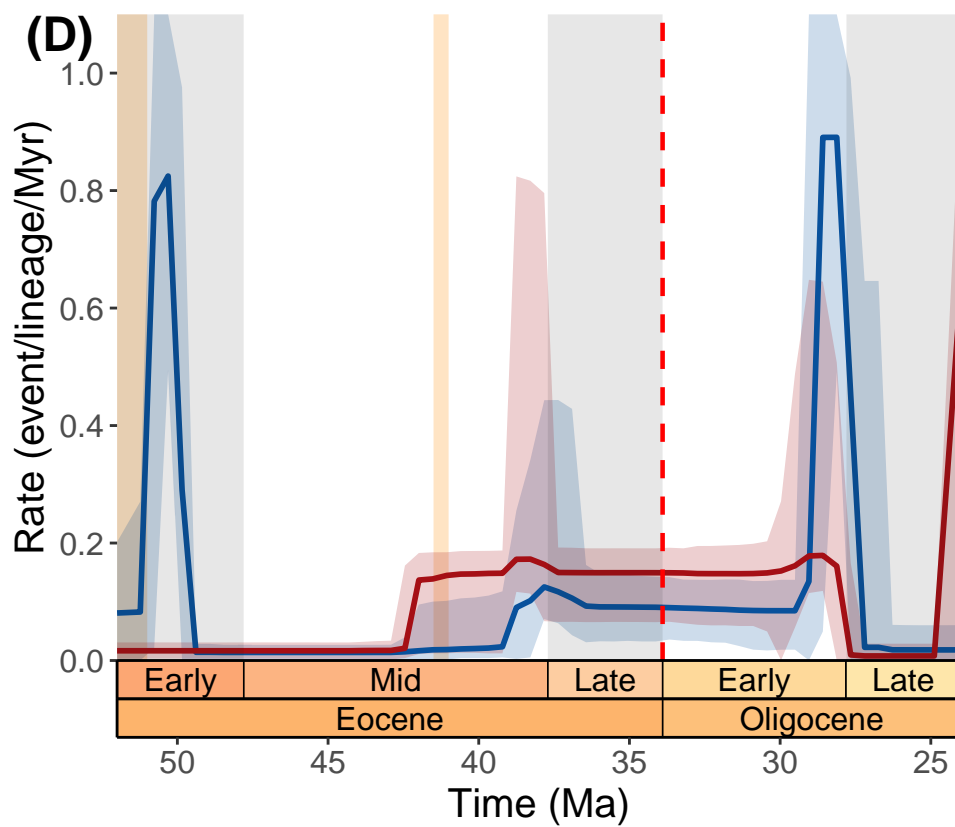 (D)
Rate (event/lineage/Myr)
1.0
0.8
0.6
0.4
0.2
0.0
Early Mid Late Early Late
Eocene Oligocene
50 45 40 35 30 25
Time (Ma)